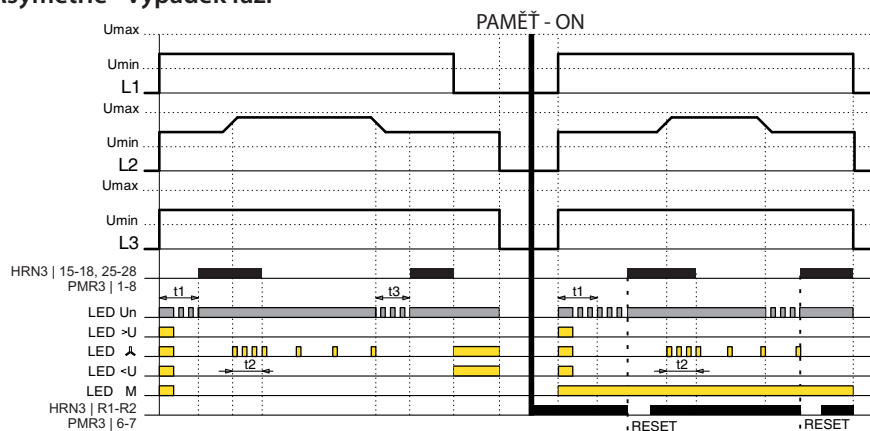 Asymetrie - výpadek fází
PAMĚŤ - ON
Umax
Umin
L1
Umax
Umin
L2
Umax
Umin
L3
HRN3 | 15-18, 25-28
PMR3 | 1-8
t1 t3 t1
LED Un
LED >U
LED
LED <U
t2 t2
LED M
HRN3 | R1-R2
PMR3 | 6-7
RESET RESET